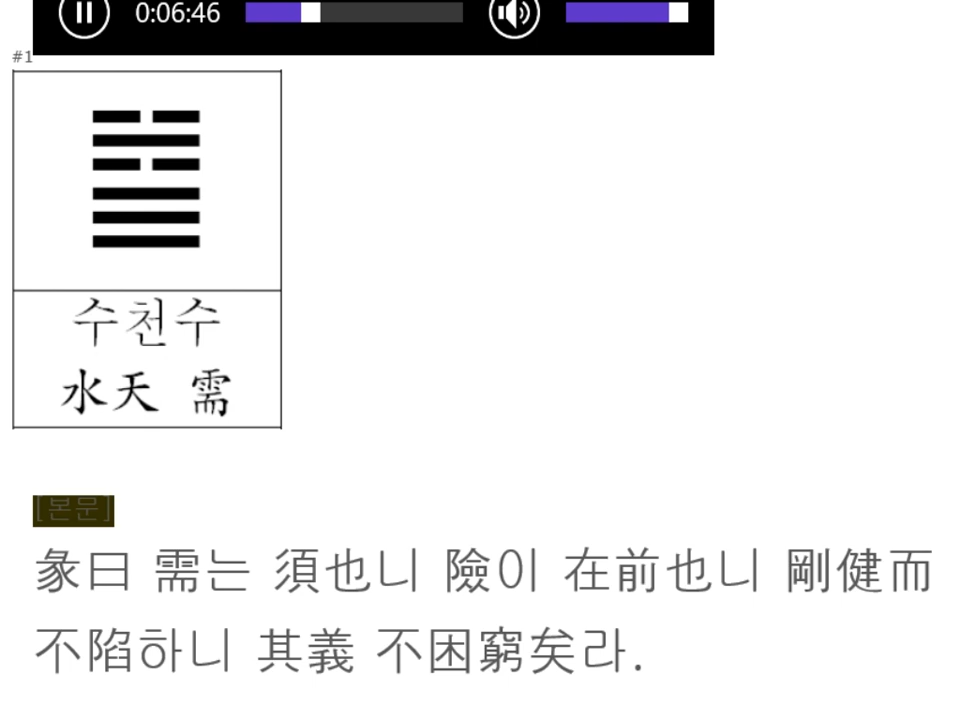 0:06:46
#1
수천수
水天 需
[본문]
彖曰 需는 須也니 險이 在前也니 剛健而
不陷하니 其義 不困窮矣라.